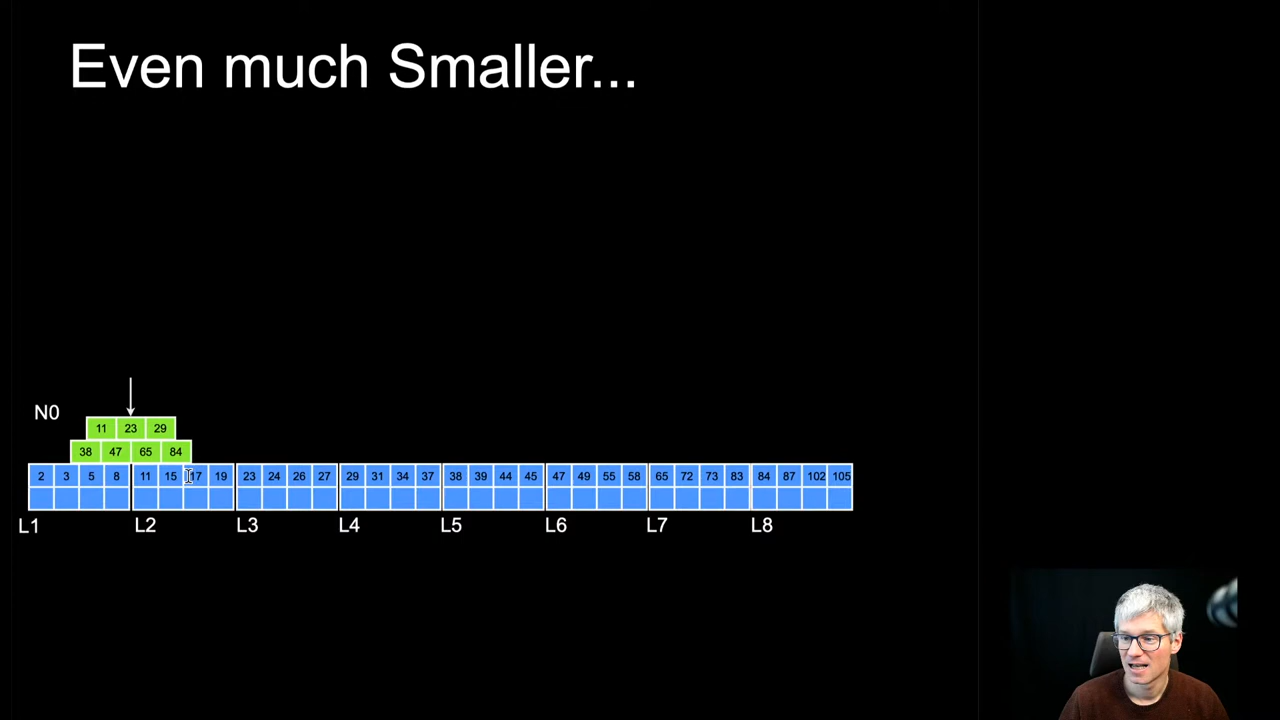 Even much Smaller...
N0
11 23 29
38 47 65 84
2 3 5 8 11 15 17 19 23 24 26 27 29 31 34 37 38 39 44 45 47 49 55 58 65 72 73 83 84 87 102 105
L1 L2 L3 L4 L5 L6 L7 L8